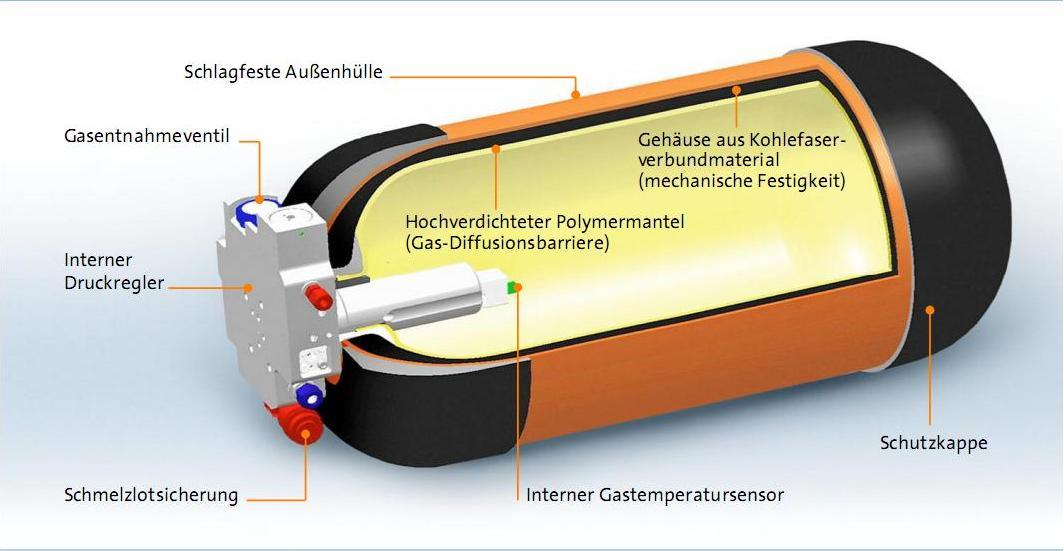 Schlagfeste Außenhülle
Gasentnahmeventil
Gehäuse aus Kohlefaser-
verbundmaterial
(mechanische Festigkeit)
Hochverdichteter Polymermantel
(Gas-Diffusionsbarriere)
Interner
Druckregler
Schutzkappe
Schmelzlotsicherung
Interner Gastemperatursensor